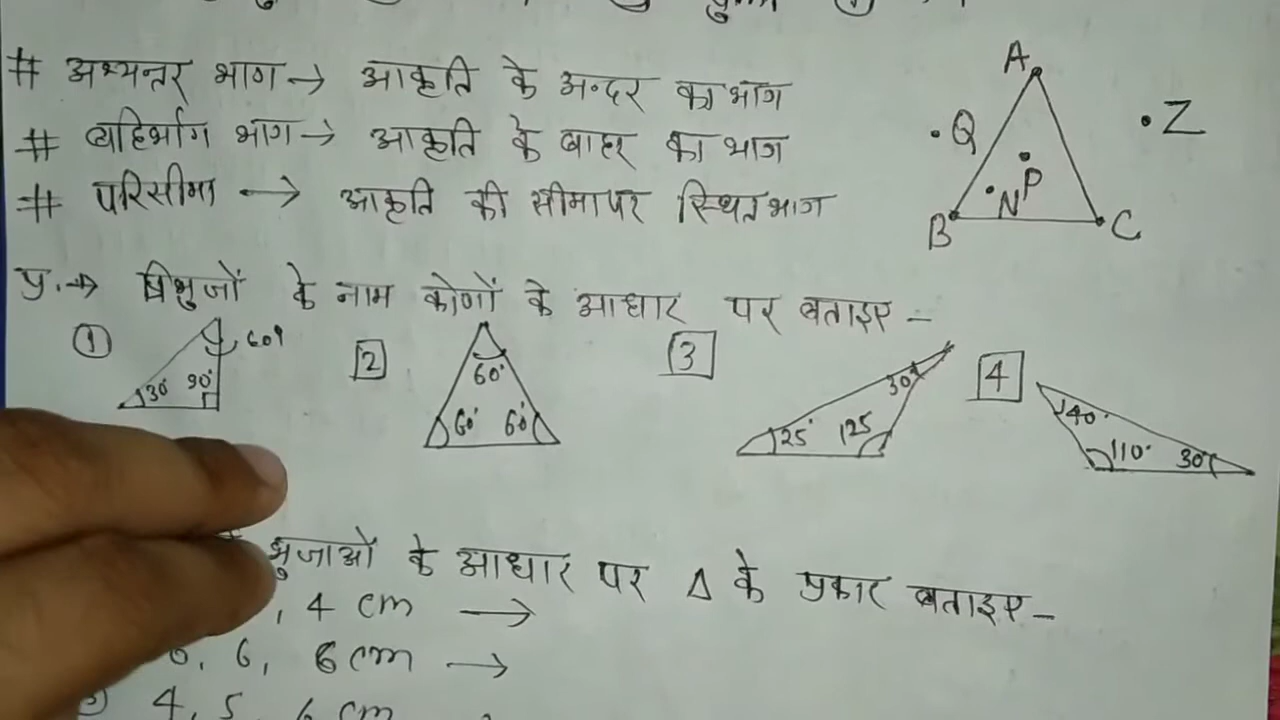 # अभ्यन्तर भाग → आकृति के अन्दर का भाग
# वहिर्भाग भाग → आकृति के बाहर का भाग
# परिसीमा → आकृति की सीमा पर स्थित भाग
A
.Q
.Z
.P
.N
B
C
प्र. → त्रिभुजों के नाम कोणों के आधार पर बताइए –
① 30° 90° 60°
2 60° 60° 60°
3 25° 125 30°
4 40° 110° 30°
भुजाओं के आधार पर Δ के प्रकार बताइए –
, 4 cm →
6, 6, 6 cm →
4, 5, 6 cm